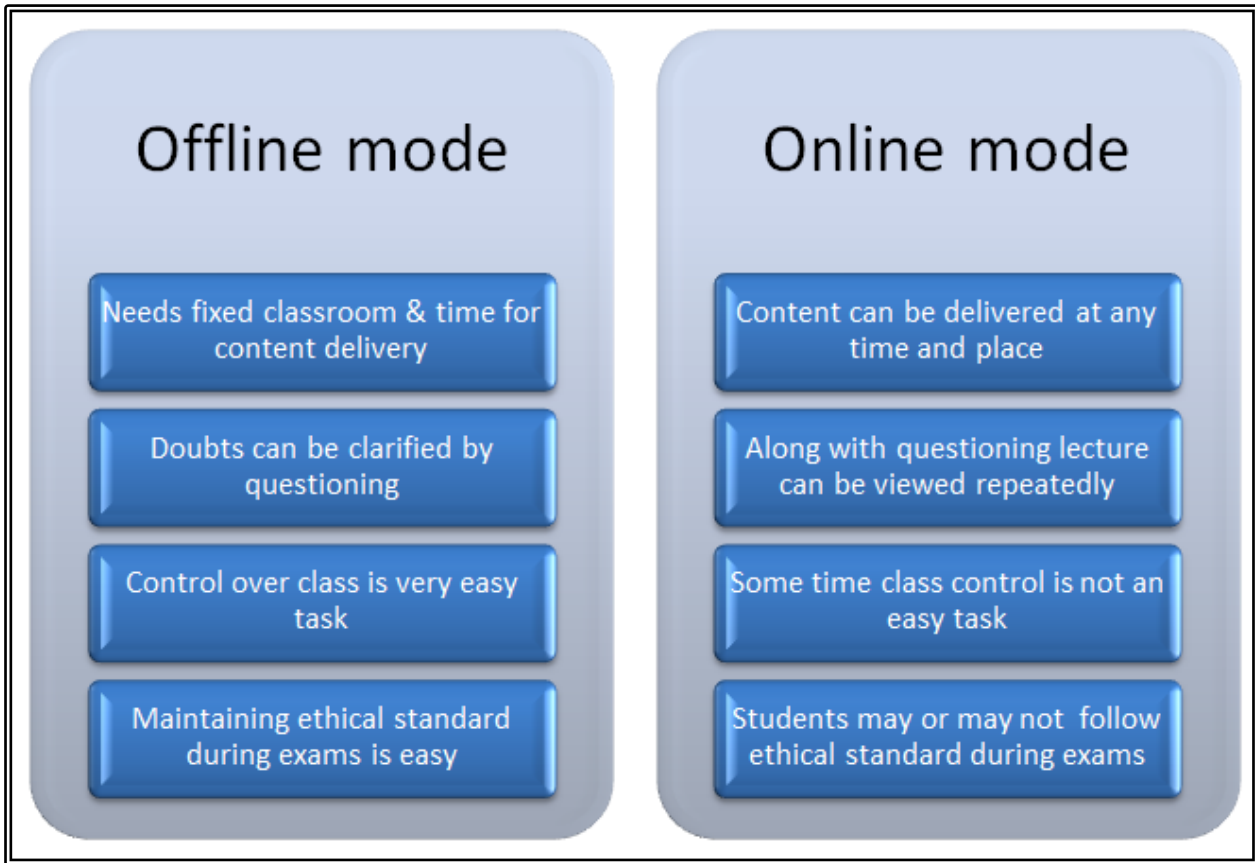 Offline mode
Needs fixed classroom & time for
content delivery
Doubts can be clarified by
questioning
Control over class is very easy
task
Maintaining ethical standard
during exams is easy
Online mode
Content can be delivered at any
time and place
Along with questioning lecture
can be viewed repeatedly
Some time class control is not an
easy task
Students may or may not follow
ethical standard during exams